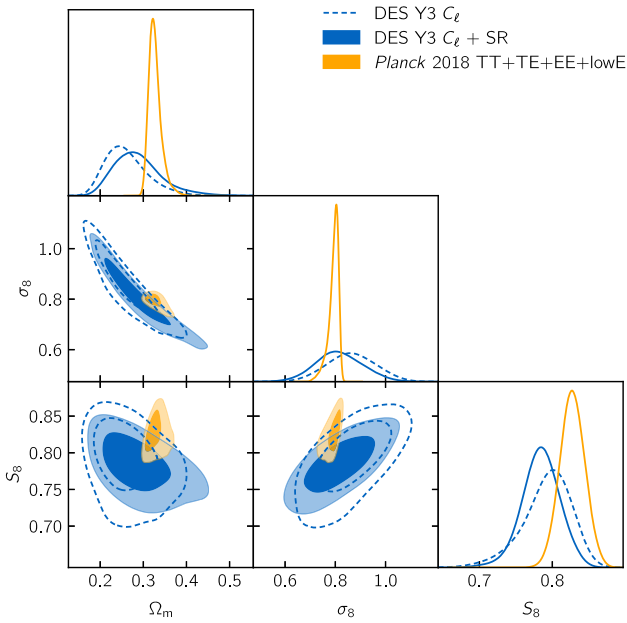 DES Y3 Cℓ
DES Y3 Cℓ + SR
Planck 2018 TT+TE+EE+lowE
1.0
0.8
0.6
σ8
0.85
0.80
0.75
0.70
S8
0.2 0.3 0.4 0.5
0.6 0.8 1.0
0.7 0.8
Ωm
σ8
S8